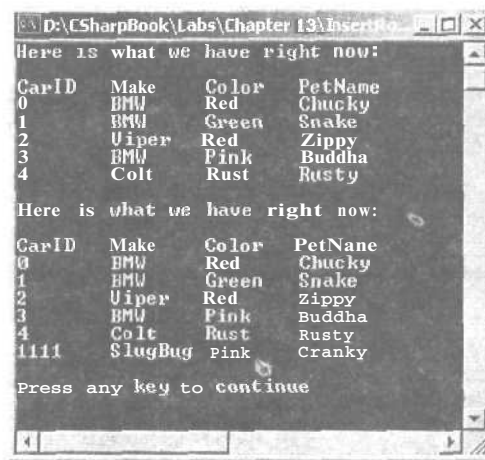 D:\CSharpBook\Labs\Chapter 13\InsertRo...
Here is what we have right now:
CarID Make Color PetName
0 BMW Red Chucky
1 BMW Green Snake
2 Viper Red Zippy
3 BMW Pink Buddha
4 Colt Rust Rusty
Here is what we have right now:
CarID Make Color PetNane
0 BMW Red Chucky
1 BMW Green Snake
2 Viper Red Zippy
3 BMW Pink Buddha
4 Colt Rust Rusty
1111 SlugBug Pink Cranky
Press any key to continue